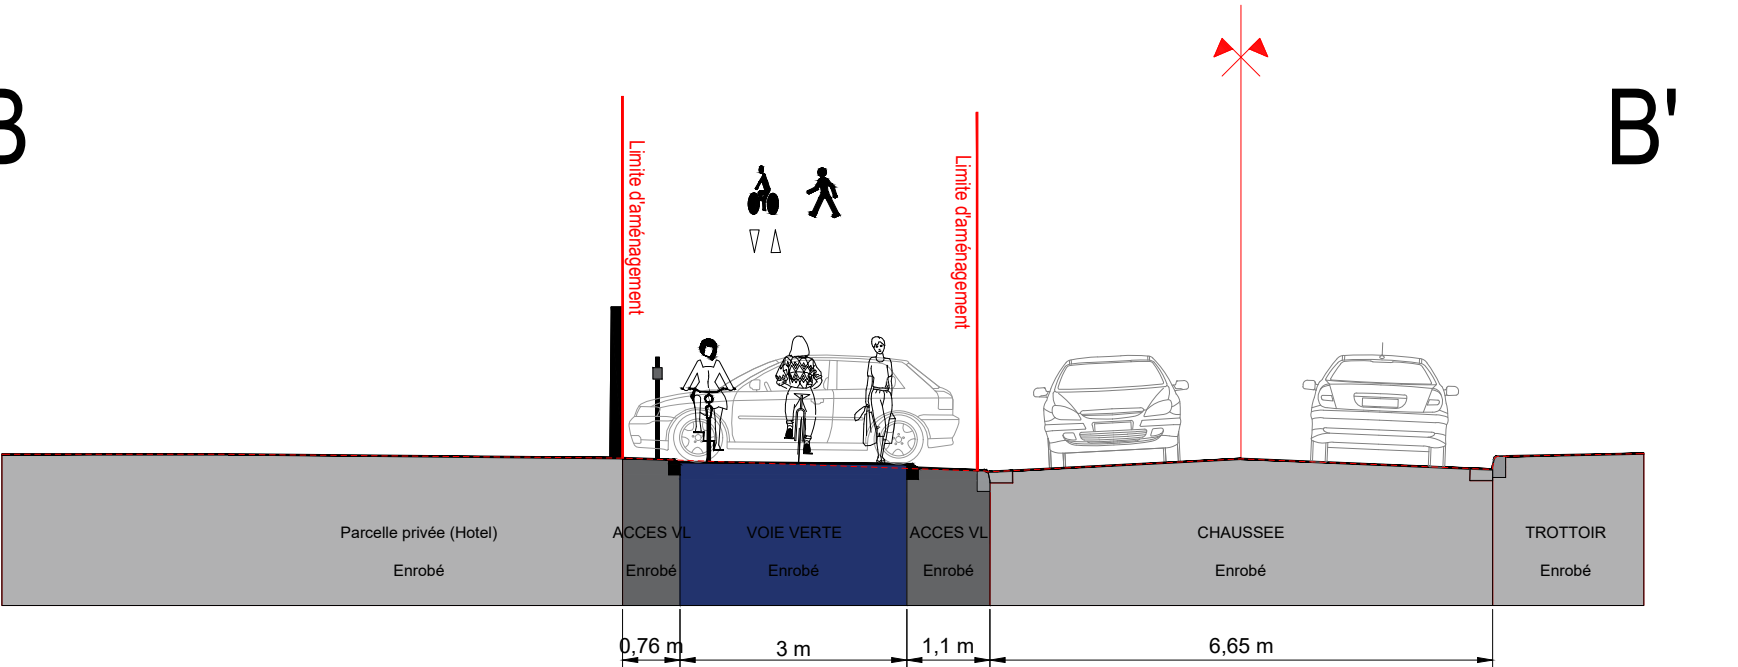 B
B'
Limite d'aménagement
Limite d'aménagement
Parcelle privée (Hotel)
Enrobé
ACCES VL
Enrobé
VOIE VERTE
Enrobé
ACCES VL
Enrobé
CHAUSSEE
Enrobé
TROTTOIR
Enrobé
0,76 m
3 m
1,1 m
6,65 m